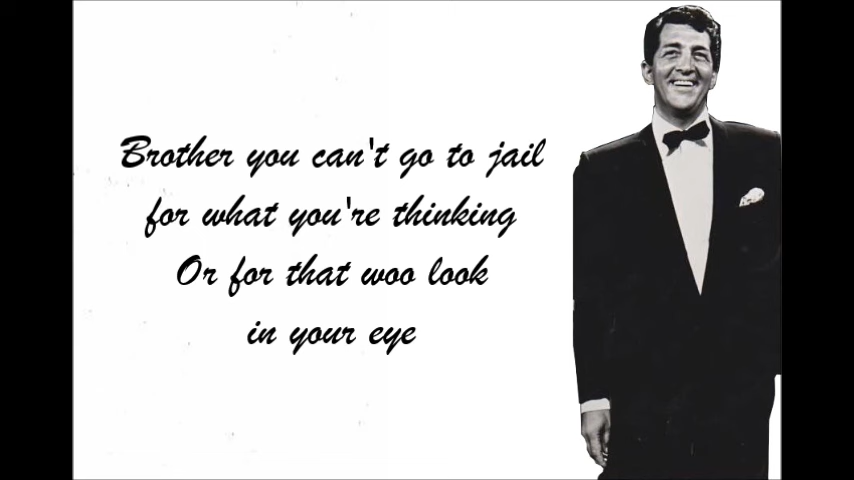 Brother you can't go to jail
for what you're thinking
Or for that woo look
in your eye